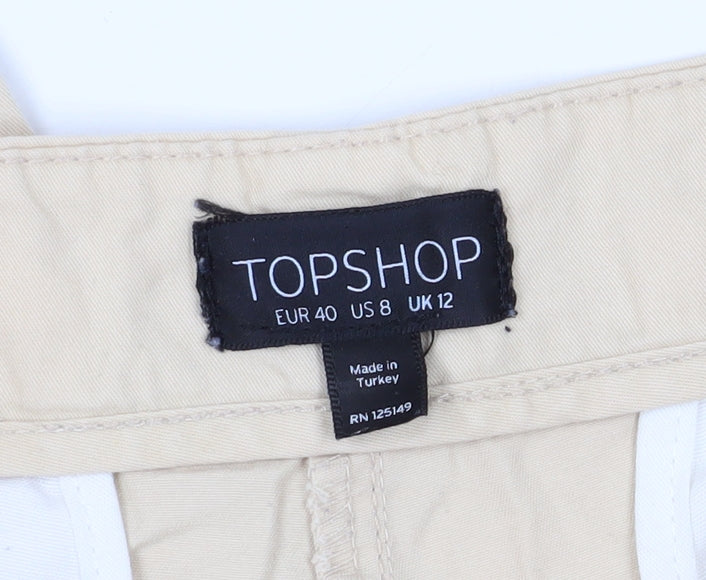 TOPSHOP
EUR 40 US 8 UK 12
Made in
Turkey
RN 125149